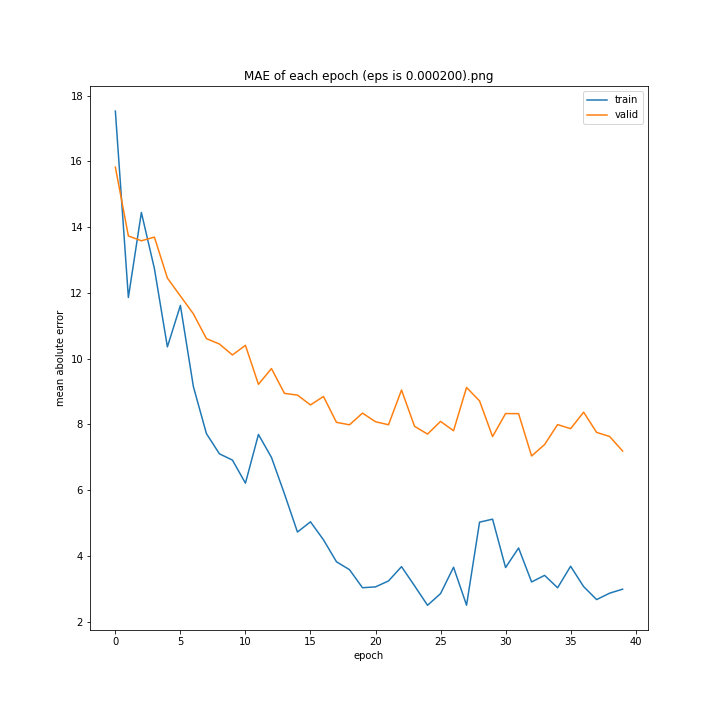 MAE of each epoch (eps is 0.000200).png
train
valid
18
16
14
12
10
8
6
4
2
mean abolute error
0 5 10 15 20 25 30 35 40
epoch